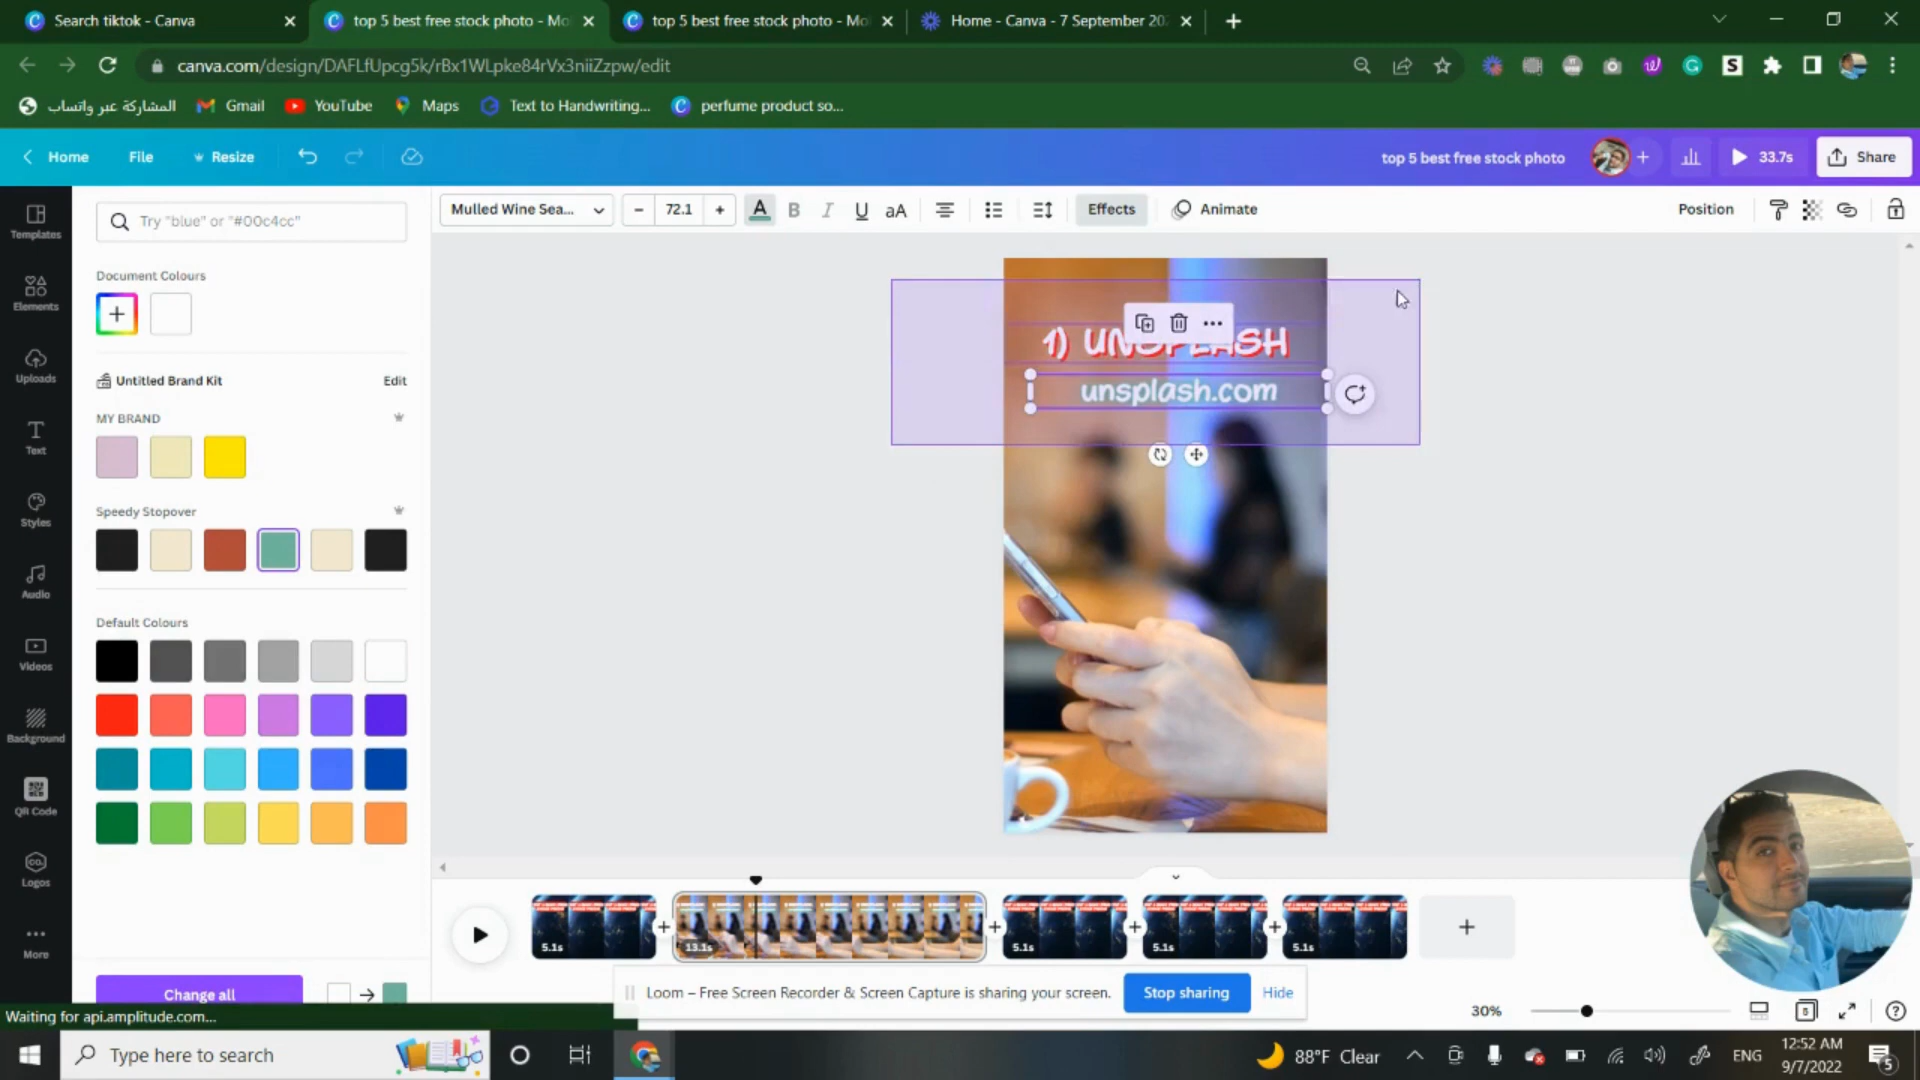 Search tiktok - Canva
top 5 best free stock photo - Mo
top 5 best free stock photo - Mo
Home - Canva - 7 September 202
canva.com/design/DAFLfUpcg5k/rBx1WLpke84rVx3niiZzpw/edit
المشاركة عبر واتساب
Gmail
YouTube
Maps
Text to Handwriting...
perfume product so...
Home
File
Resize
top 5 best free stock photo
33.7s
Share
Templates
Elements
Uploads
Text
Styles
Audio
Videos
Background
QR Code
Logos
More
Try "blue" or "#00c4cc"
Document Colours
Untitled Brand Kit
Edit
MY BRAND
Speedy Stopover
Default Colours
Change all
Mulled Wine Sea...
72.1
A B I U aA
Effects
Animate
Position
1) UNSPLASH
unsplash.com
5.1s
13.1s
5.1s
5.1s
5.1s
Loom – Free Screen Recorder & Screen Capture is sharing your screen.
Stop sharing
Hide
30%
Waiting for api.amplitude.com...
Type here to search
88°F Clear
ENG
12:52 AM
9/7/2022
5